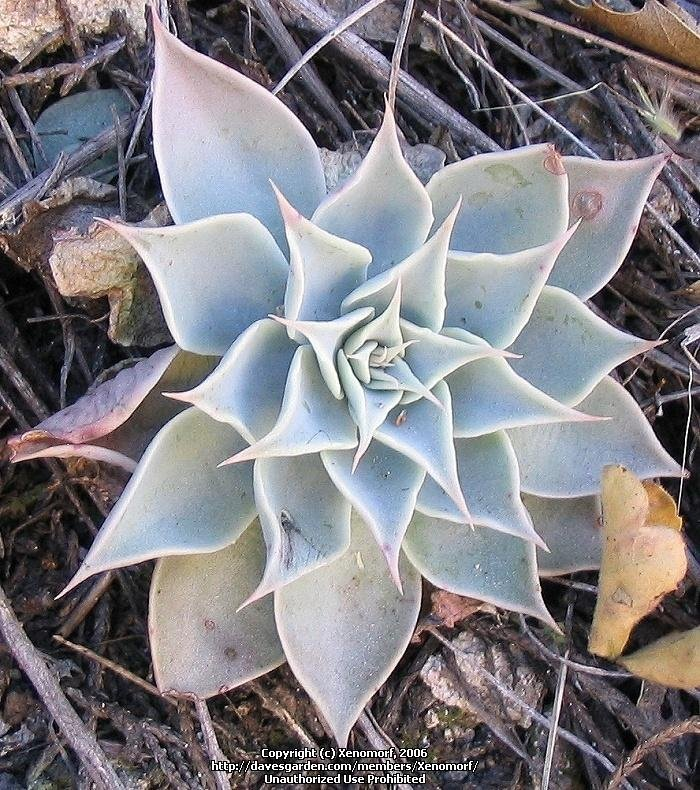 Copyright (c) Xenomorf, 2006
http://davesgarden.com/members/Xenomorf/
Unauthorized Use Prohibited